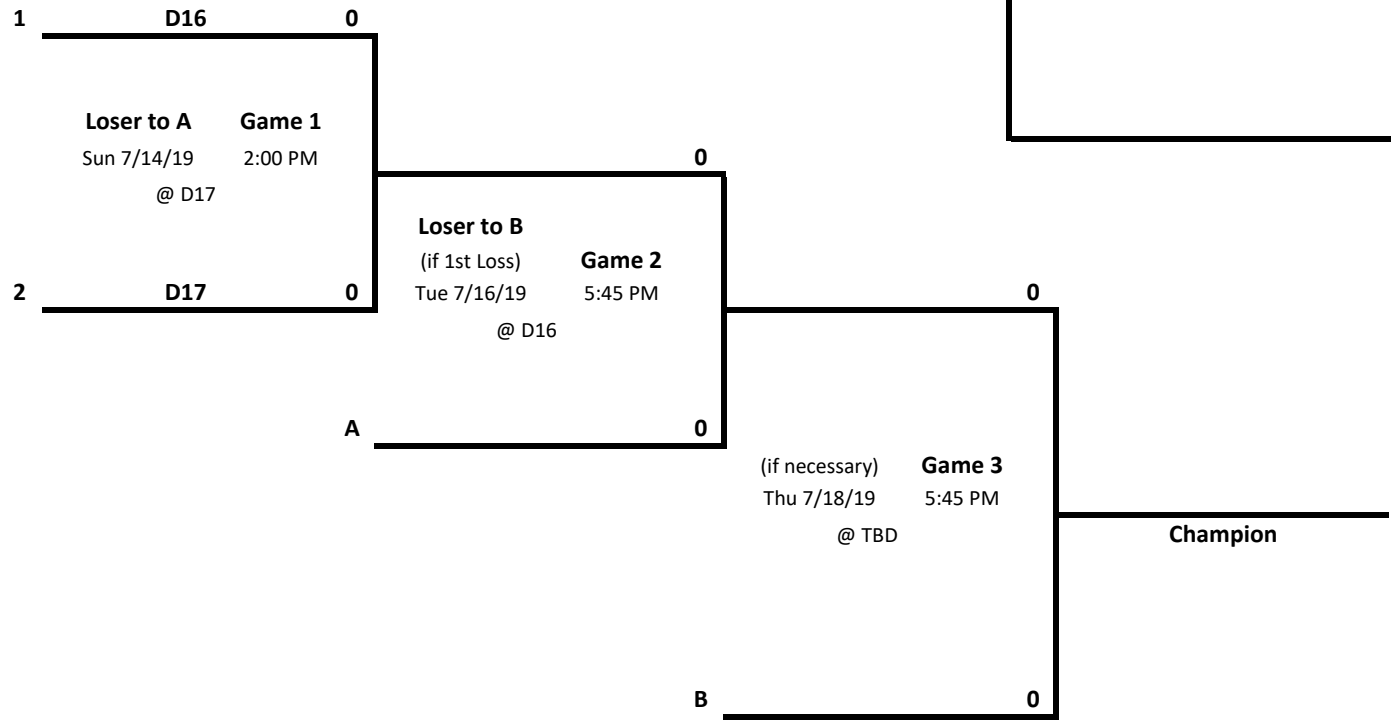 1 D16 0
Loser to A Game 1
Sun 7/14/19 2:00 PM
@ D17
2 D17 0
0
Loser to B
(if 1st Loss) Game 2
Tue 7/16/19 5:45 PM
@ D16
A 0
0
(if necessary) Game 3
Thu 7/18/19 5:45 PM
@ TBD
B 0
Champion